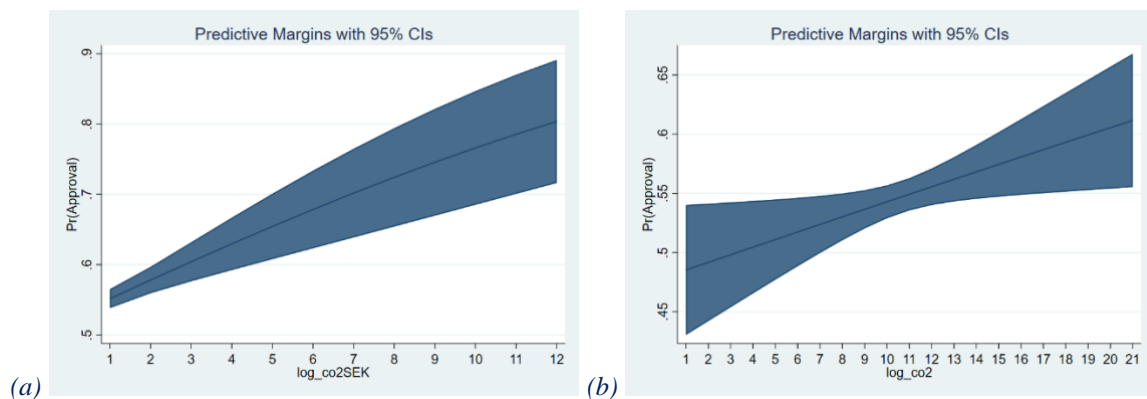 Predictive Margins with 95% CIs
Pr(Approval)
.9
.8
.7
.6
.5
1 2 3 4 5 6 7 8 9 10 11 12
log_co2SEK
(a)
Predictive Margins with 95% CIs
Pr(Approval)
.65
.6
.55
.5
.45
1 2 3 4 5 6 7 8 9 10 11 12 13 14 15 16 17 18 19 20 21
log_co2
(b)